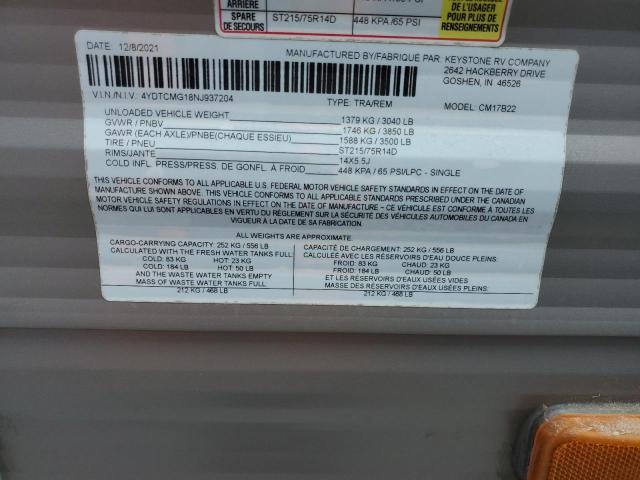 ARRIÈRE
SPARE
DE SECOURS
ST215/75R14D
448 KPA /65 PSI
DE L'USAGER
POUR PLUS DE
RENSEIGNEMENTS
DATE: 12/8/2021
MANUFACTURED BY/FABRIQUÉ PAR: KEYSTONE RV COMPANY
2642 HACKBERRY DRIVE
GOSHEN, IN 46526
V.I.N./N.I.V.: 4YDTCMG18NJ937204
TYPE: TRA/REM
MODEL: CM17B22
UNLOADED VEHICLE WEIGHT: 1379 KG / 3040 LB
GVWR / PNBV 1746 KG / 3850 LB
GAWR (EACH AXLE)/PNBE(CHAQUE ESSIEU) 1588 KG / 3500 LB
TIRE / PNEU ST215/75R14D
RIMS/JANTE 14X5.5J
COLD INFL. PRESS/PRESS. DE GONFL. À FROID 448 KPA / 65 PSI/LPC - SINGLE
THIS VEHICLE CONFORMS TO ALL APPLICABLE U.S. FEDERAL MOTOR VEHICLE SAFETY STANDARDS IN EFFECT ON DATE OF
MANUFACTURE SHOWN ABOVE. THIS VEHICLE CONFORMS TO ALL APPLICABLE STANDARDS PRESCRIBED UNDER THE CANADIAN
MOTOR VEHICLE SAFETY REGULATIONS IN EFFECT ON THE DATE OF MANUFACTURE. CE VÉHICULE EST CONFORME À TOUTES LES
NORMES QUI LUI SONT APPLICABLES EN VERTU DU RÈGLEMENT SUR LA SÉCURITÉ DES VÉHICULES AUTOMOBILES DU CANADA EN
VIGUEUR À LA DATE DE SA FABRICATION.
ALL WEIGHTS ARE APPROXIMATE.
CARGO-CARRYING CAPACITY: 252 KG / 556 LB
CALCULATED WITH THE FRESH WATER TANKS FULL
COLD: 83 KG HOT: 23 KG
COLD: 184 LB HOT: 50 LB
AND THE WASTE WATER TANKS EMPTY
MASS OF WASTE WATER TANKS FULL
212 KG / 468 LB
CAPACITÉ DE CHARGEMENT: 252 KG / 556 LB
CALCULÉE AVEC LES RÉSERVOIRS D'EAU DOUCE PLEINS
FROID: 83 KG CHAUD: 23 KG
FROID: 184 LB CHAUD: 50 LB
ET LES RÉSERVOIRS D'EAUX USÉES VIDES
MASSE DES RÉSERVOIRS D'EAUX USÉES PLEINS.
212 KG / 468 LB